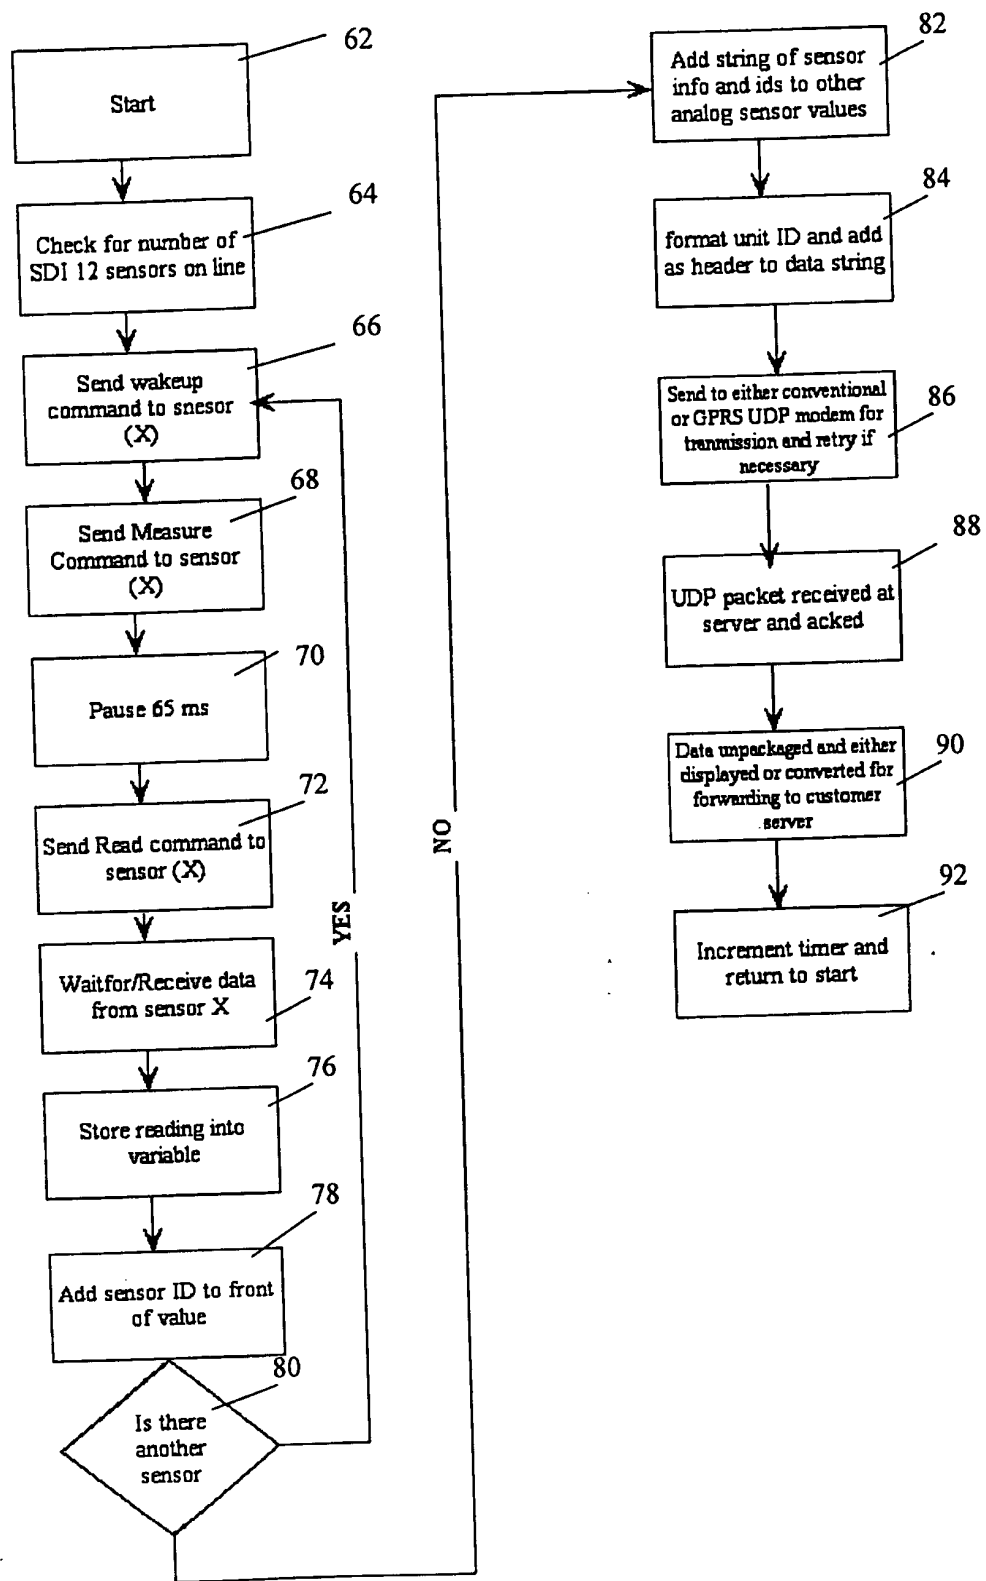 62
Start
64
Check for number of
SDI 12 sensors on line
66
Send wakeup
command to snesor
(X)
68
Send Measure
Command to sensor
(X)
70
Pause 65 ms
72
Send Read command to
sensor (X)
Waitfor/Receive data
from sensor X
74
76
Store reading into
variable
78
Add sensor ID to front
of value
80
Is there
another
sensor
YES
NO
82
Add string of sensor
info and ids to other
analog sensor values
84
format unit ID and add
as header to data string
Send to either conventional
or GPRS UDP modem for
tranmission and retry if
necessary
86
88
UDP packet received at
server and acked
Data unpackaged and either
displayed or converted for
forwarding to customer
server
90
92
Increment timer and
return to start